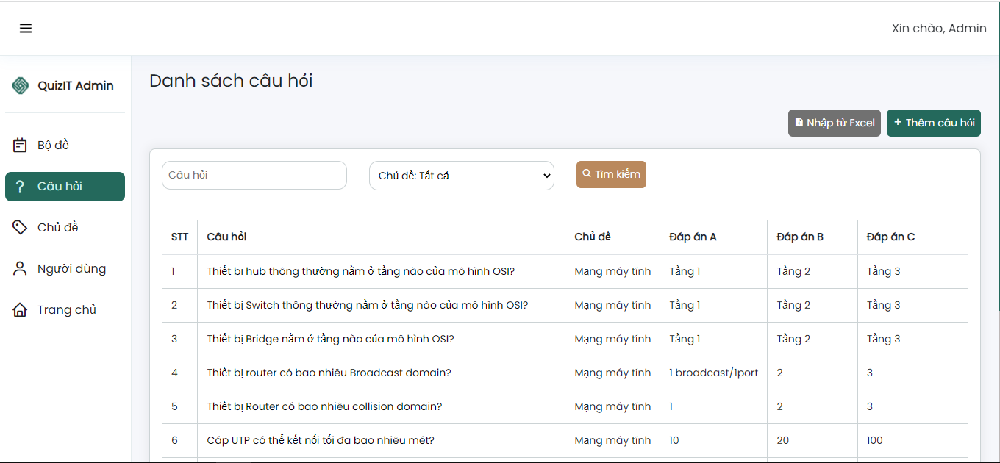 Xin chào, Admin
QuizIT Admin
Bộ đề
Câu hỏi
Chủ đề
Người dùng
Trang chủ
Danh sách câu hỏi
Nhập từ Excel
+ Thêm câu hỏi
Câu hỏi
Chủ đề: Tất cả
Tìm kiếm
STT Câu hỏi Chủ đề Đáp án A Đáp án B Đáp án C
1 Thiết bị hub thông thường nằm ở tầng nào của mô hình OSI? Mạng máy tính Tầng 1 Tầng 2 Tầng 3
2 Thiết bị Switch thông thường nằm ở tầng nào của mô hình OSI? Mạng máy tính Tầng 1 Tầng 2 Tầng 3
3 Thiết bị Bridge nằm ở tầng nào của mô hình OSI? Mạng máy tính Tầng 1 Tầng 2 Tầng 3
4 Thiết bị router có bao nhiêu Broadcast domain? Mạng máy tính 1 broadcast/1port 2 3
5 Thiết bị Router có bao nhiêu collision domain? Mạng máy tính 1 2 3
6 Cáp UTP có thể kết nối tối đa bao nhiêu mét? Mạng máy tính 10 20 100